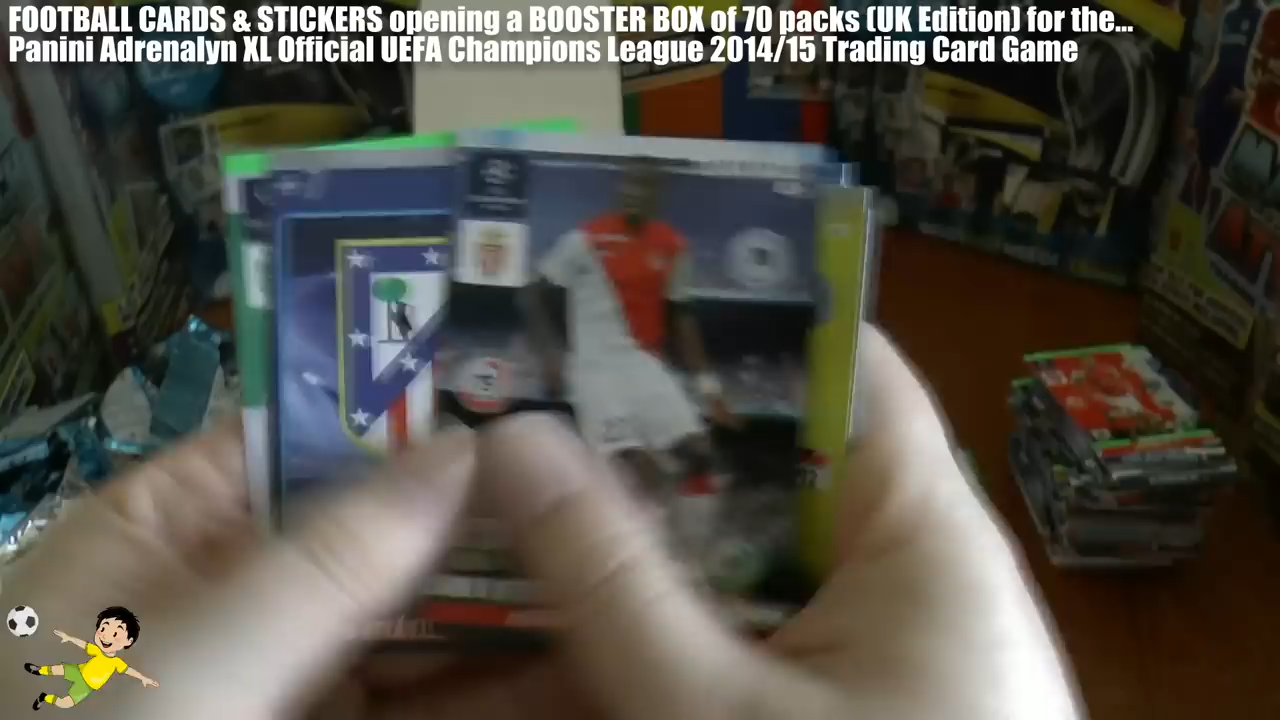 FOOTBALL CARDS & STICKERS opening a BOOSTER BOX of 70 packs (UK Edition) for the...
Panini Adrenalyn XL Official UEFA Champions League 2014/15 Trading Card Game